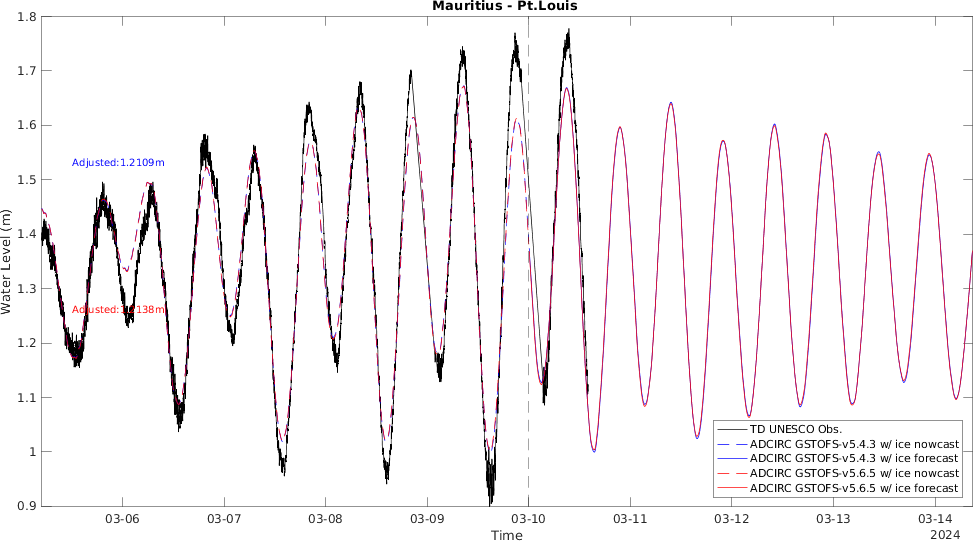 Mauritius - Pt.Louis
1.8
1.7
1.6
1.5
1.4
1.3
1.2
1.1
1
0.9
Water Level (m)
Adjusted:1.2109m
03-06
03-07
03-08
03-09
03-10
03-11
03-12
03-13
03-14
2024
Time
TD UNESCO Obs.
ADCIRC GSTOFS-v5.4.3 w/ ice nowcast
ADCIRC GSTOFS-v5.4.3 w/ ice forecast
ADCIRC GSTOFS-v5.6.5 w/ ice nowcast
ADCIRC GSTOFS-v5.6.5 w/ ice forecast